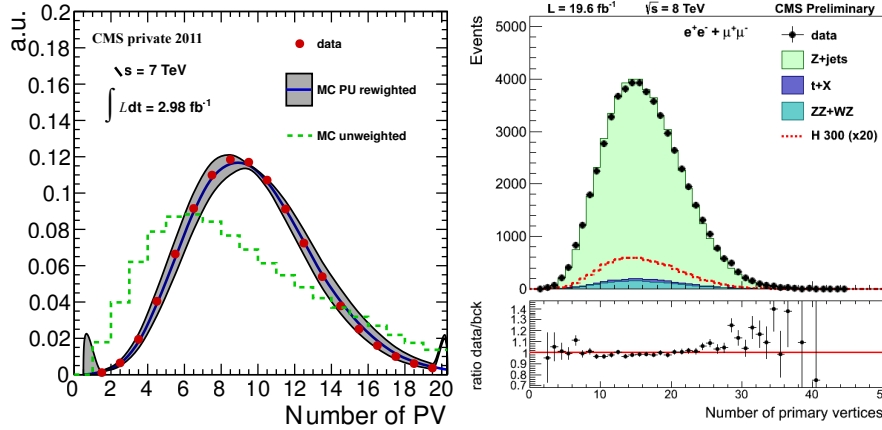 a.u.
0.2
0.18
0.16
0.14
0.12
0.1
0.08
0.06
0.04
0.02
0
CMS private 2011
s = 7 TeV
∫ Ldt = 2.98 fb-1
data
MC PU rewighted
MC unweighted
0 2 4 6 8 10 12 14 16 18 20
Number of PV
L = 19.6 fb-1 √s = 8 TeV CMS Preliminary
e+e- + μ+μ-
data
Z+jets
t+X
ZZ+WZ
H 300 (x20)
Events
5000
4000
3000
2000
1000
0
ratio data/bck
1.4
1.3
1.2
1.1
1.0
0.9
0.8
0.7
0 10 20 30 40 50
Number of primary vertices